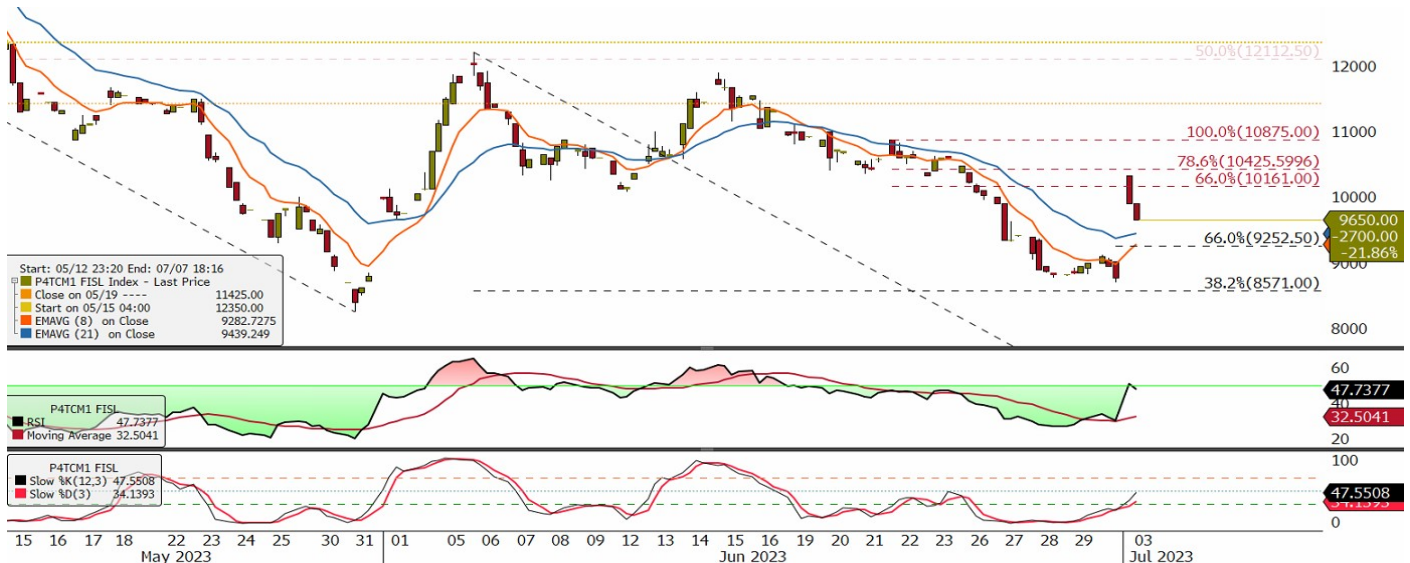 50.0%(12112.50)
12000
11000
100.0%(10875.00)
78.6%(10425.5996)
66.0%(10161.00)
10000
9650.00
-2700.00
-21.86%
66.0%(9252.50)
9000
38.2%(8571.00)
8000
Start: 05/12 23:20 End: 07/07 18:16
P4TCM1 FISL Index - Last Price
Close on 05/19 ---- 11425.00
Start on 05/15 04:00 12350.00
EMAVG (8) on Close 9282.7275
EMAVG (21) on Close 9439.249
60
47.7377
40
32.5041
20
P4TCM1 FISL
RSI 47.7377
Moving Average 32.5041
100
47.5508
34.1393
0
P4TCM1 FISL
Slow %K(12,3) 47.5508
Slow %D(3) 34.1393
15 16 17 18 22 23 24 25 26 30 31 01 05 06 07 08 09 12 13 14 15 16 19 20 21 22 23 26 27 28 29 03
May 2023 Jun 2023 Jul 2023